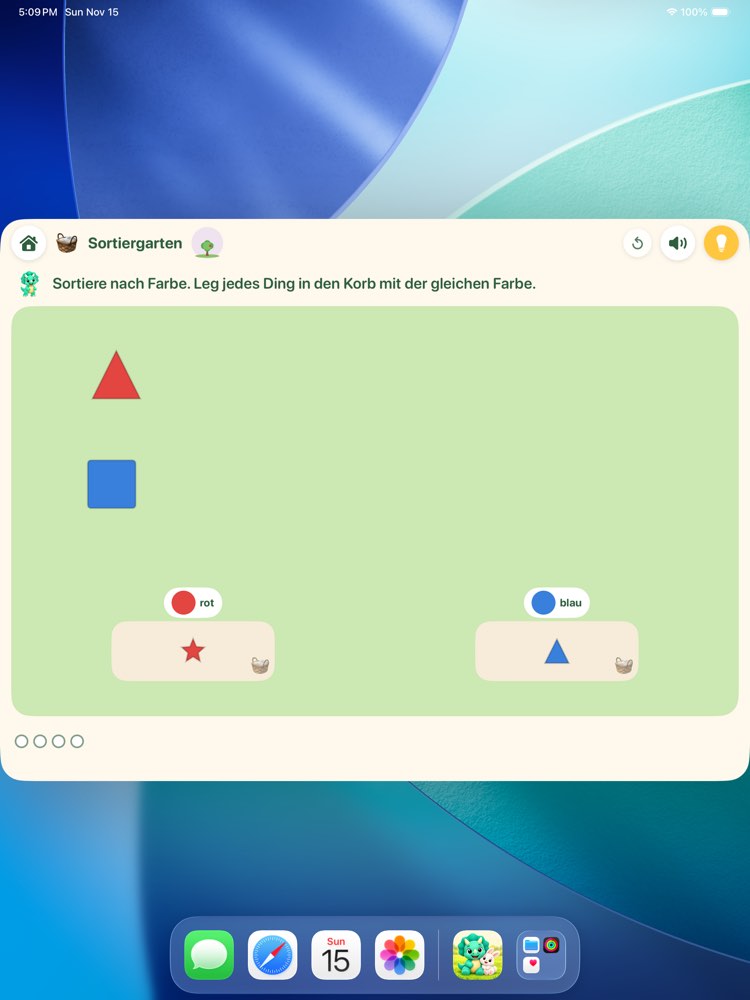 5:09 PM Sun Nov 15
100%
Sortiergarten
Sortiere nach Farbe. Leg jedes Ding in den Korb mit der gleichen Farbe.
rot
blau
Sun
15